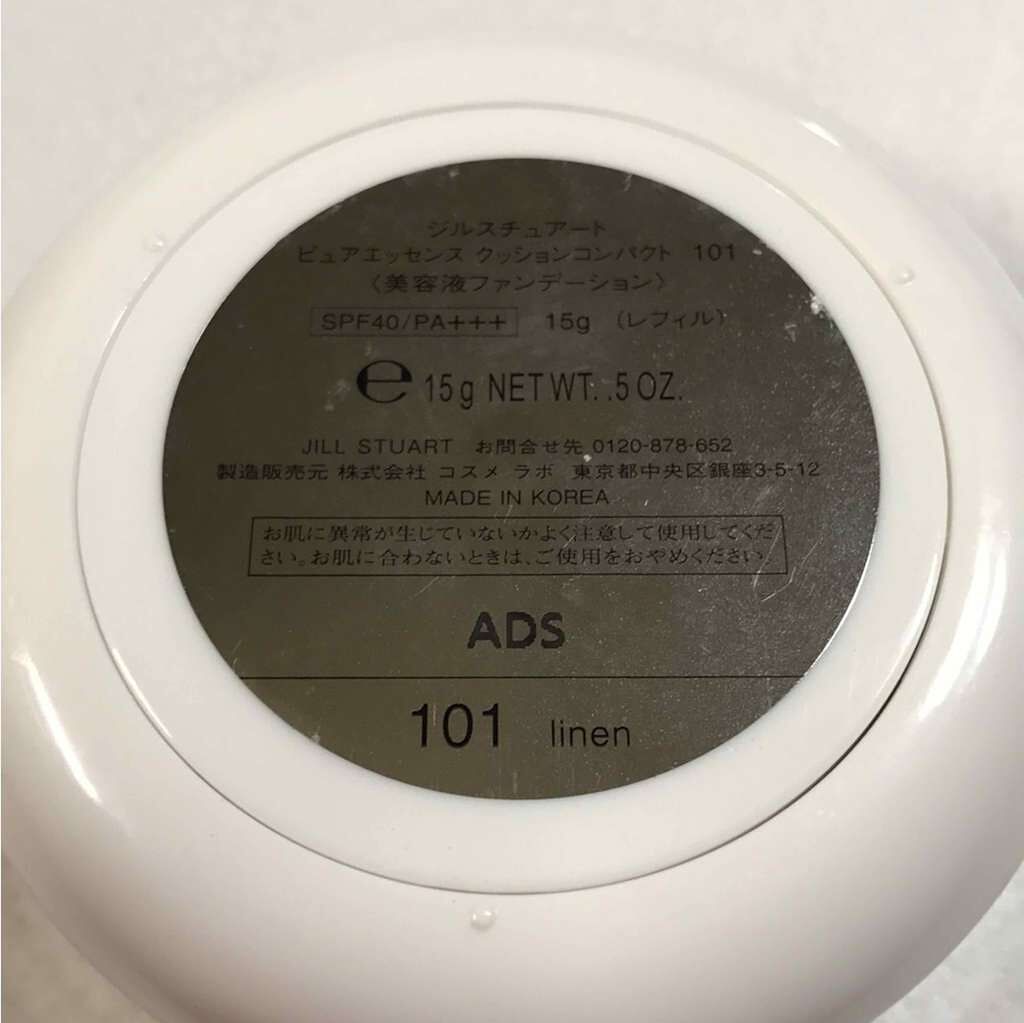 ジルスチュアート
ピュアエッセンス クッションコンパクト 101
〈美容液ファンデーション〉
SPF40/PA+++ 15g (レフィル)
e 15g NET WT. .5 OZ.
JILL STUART お問合せ先 0120-878-652
製造販売元 株式会社 コスメ ラボ 東京都中央区銀座3-5-12
MADE IN KOREA
お肌に異常が生じていないかよく注意して使用してくだ
さい。お肌に合わないときは、ご使用をおやめください。
ADS
101 linen